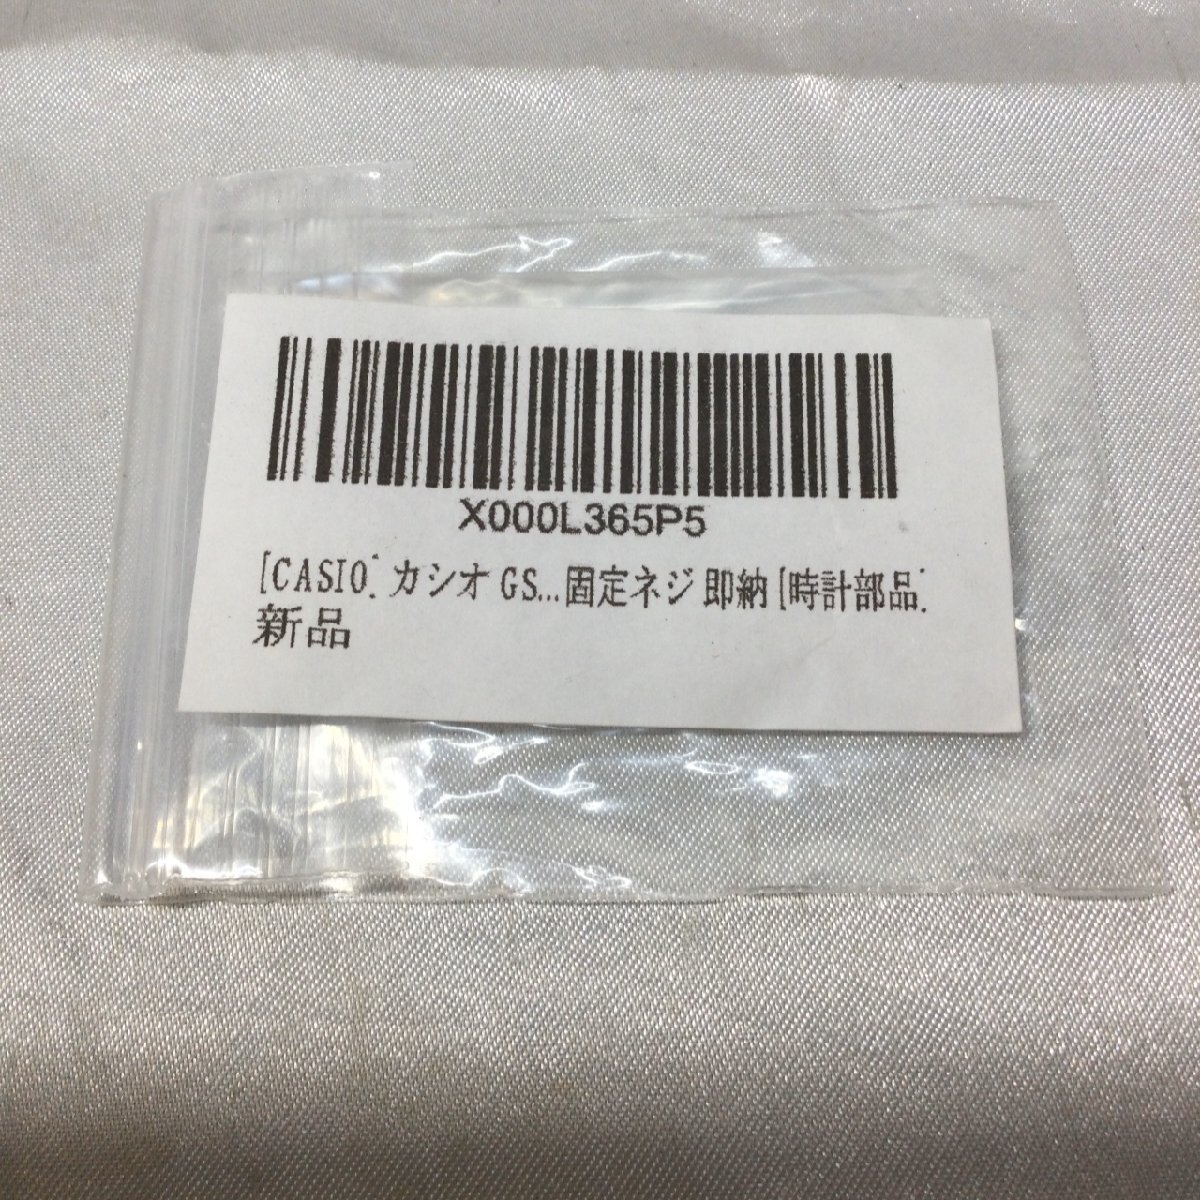 X000L365P5
[CASIO] カシオ GS...固定ネジ 即納 [時計部品]
新品